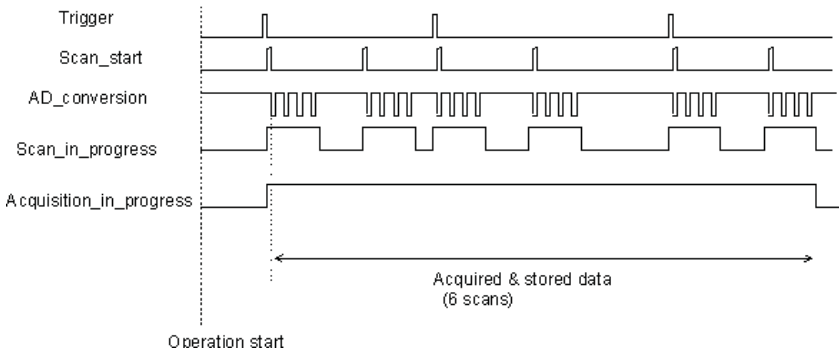 Trigger
Scan_start
AD_conversion
Scan_in_progress
Acquisition_in_progress
Acquired & stored data
(6 scans)
Operation start